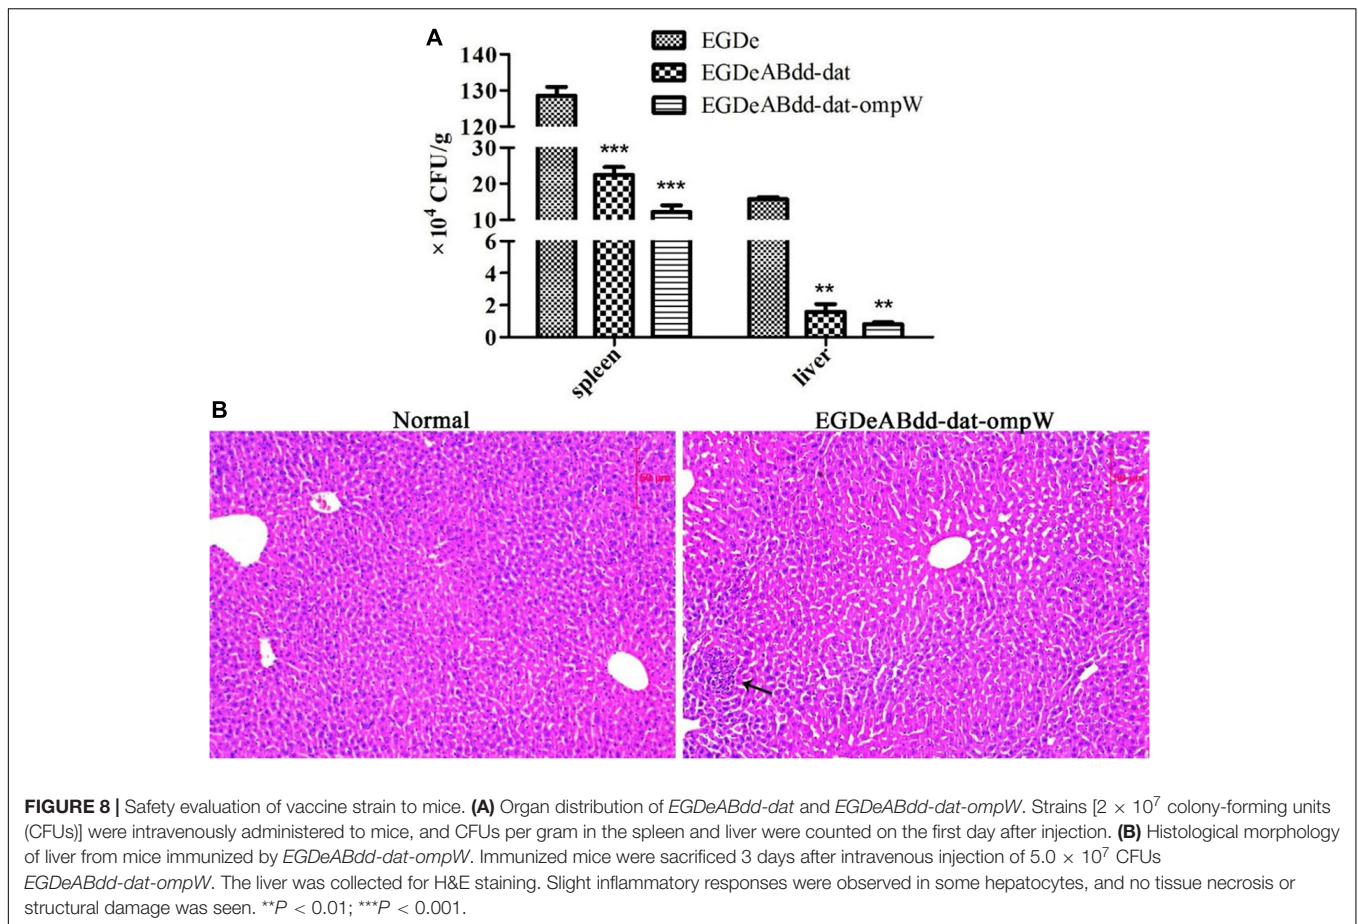 A
EGDe
EGDeABdd-dat
EGDeABdd-dat-ompW
×10⁴ CFU/g
140
130
120
30
20
10
6
4
2
0
***
***
**
**
spleen
liver
B
Normal
EGDeABdd-dat-ompW
50 μm
FIGURE 8 | Safety evaluation of vaccine strain to mice. (A) Organ distribution of EGDeABdd-dat and EGDeABdd-dat-ompW. Strains [2 × 10⁷ colony-forming units
(CFUs)] were intravenously administered to mice, and CFUs per gram in the spleen and liver were counted on the first day after injection. (B) Histological morphology
of liver from mice immunized by EGDeABdd-dat-ompW. Immunized mice were sacrificed 3 days after intravenous injection of 5.0 × 10⁷ CFUs
EGDeABdd-dat-ompW. The liver was collected for H&E staining. Slight inflammatory responses were observed in some hepatocytes, and no tissue necrosis or
structural damage was seen. **P < 0.01; ***P < 0.001.